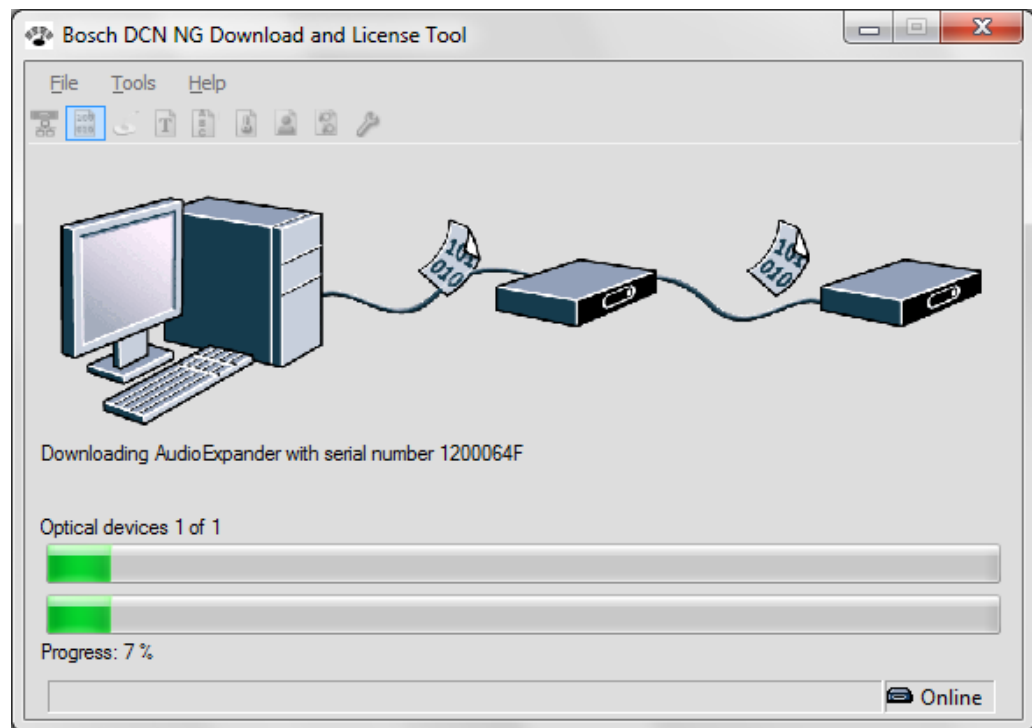 Bosch DCN NG Download and License Tool
File Tools Help
Downloading AudioExpander with serial number 1200064F
Optical devices 1 of 1
Progress: 7 %
Online